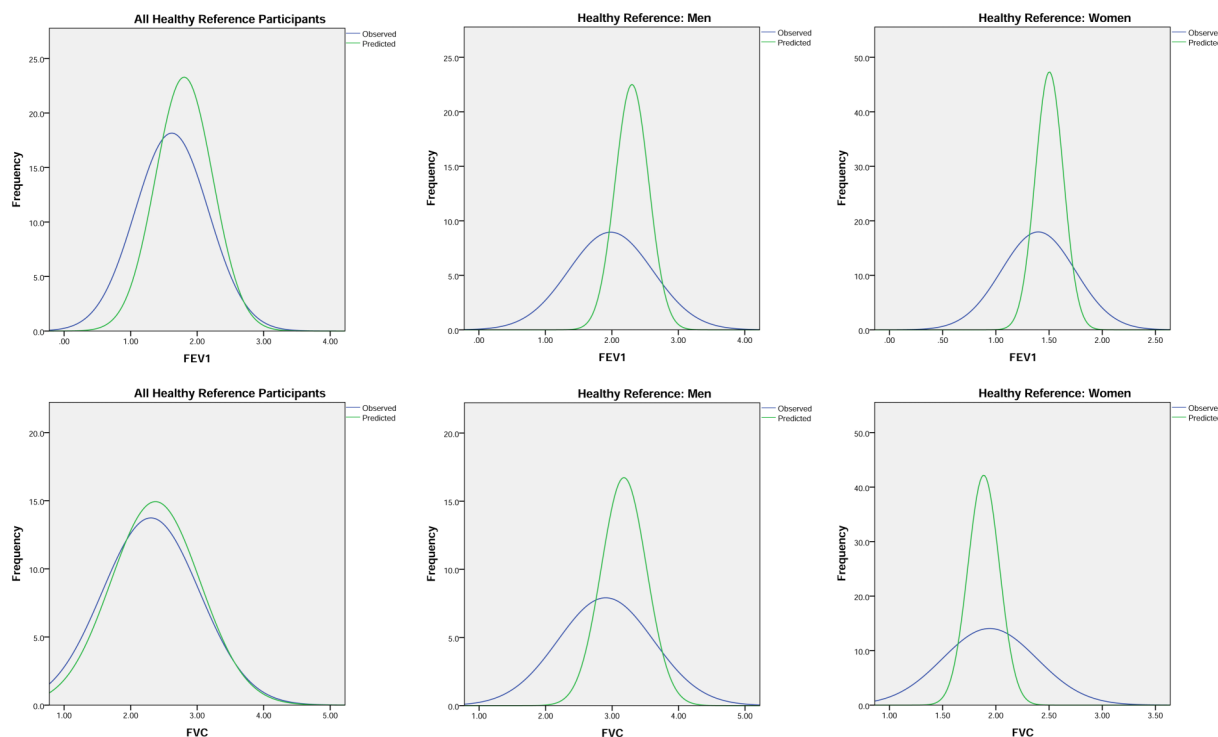 All Healthy Reference Participants
Observed
Predicted
25.0
20.0
15.0
10.0
5.0
0.0
Frequency
.00 1.00 2.00 3.00 4.00
FEV1
Healthy Reference: Men
Observed
Predicted
25.0
20.0
15.0
10.0
5.0
0.0
Frequency
.00 1.00 2.00 3.00 4.00
FEV1
Healthy Reference: Women
Observe
Predicte
50.0
40.0
30.0
20.0
10.0
0.0
Frequency
.00 .50 1.00 1.50 2.00 2.50
FEV1
All Healthy Reference Participants
Observed
Predicted
20.0
15.0
10.0
5.0
0.0
Frequency
1.00 2.00 3.00 4.00 5.00
FVC
Healthy Reference: Men
Observed
Predicted
20.0
15.0
10.0
5.0
0.0
Frequency
1.00 2.00 3.00 4.00 5.00
FVC
Healthy Reference: Women
Observe
Predicte
50.0
40.0
30.0
20.0
10.0
0.0
Frequency
1.00 1.50 2.00 2.50 3.00 3.50
FVC